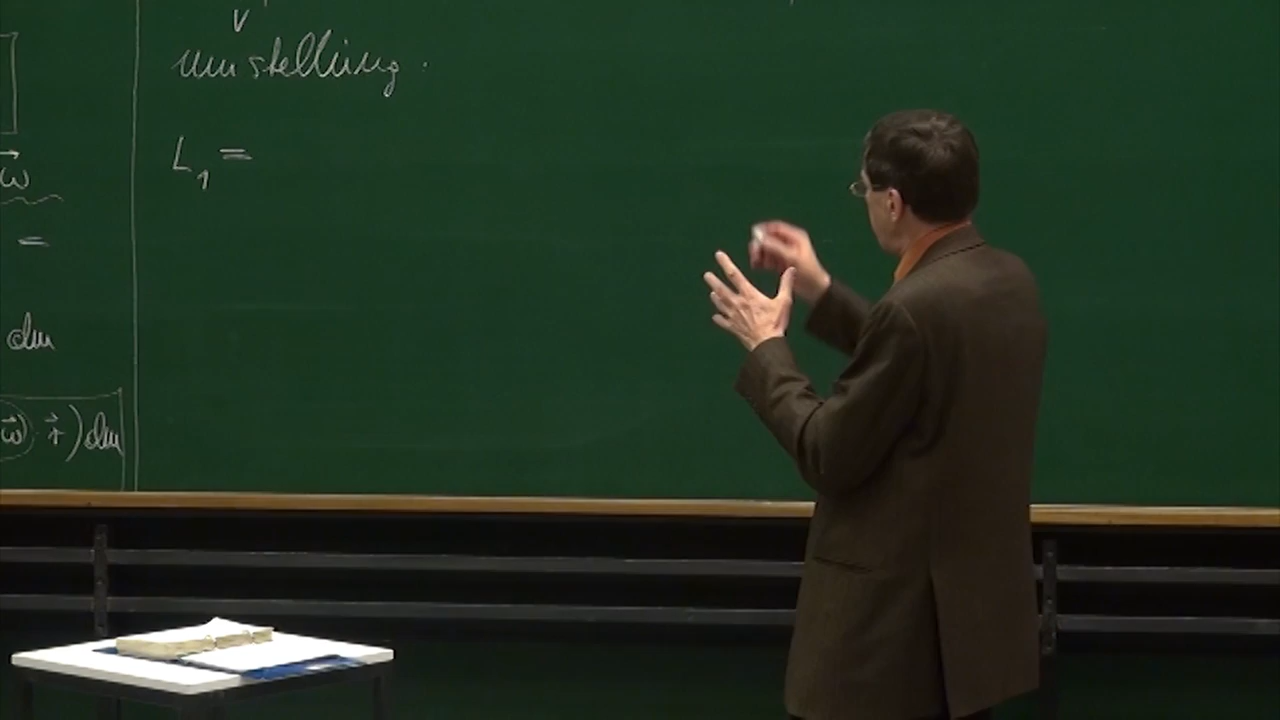 ω⃗
=
dm
ω⃗) r⃗) dm
v
umstellung.
L₁ =